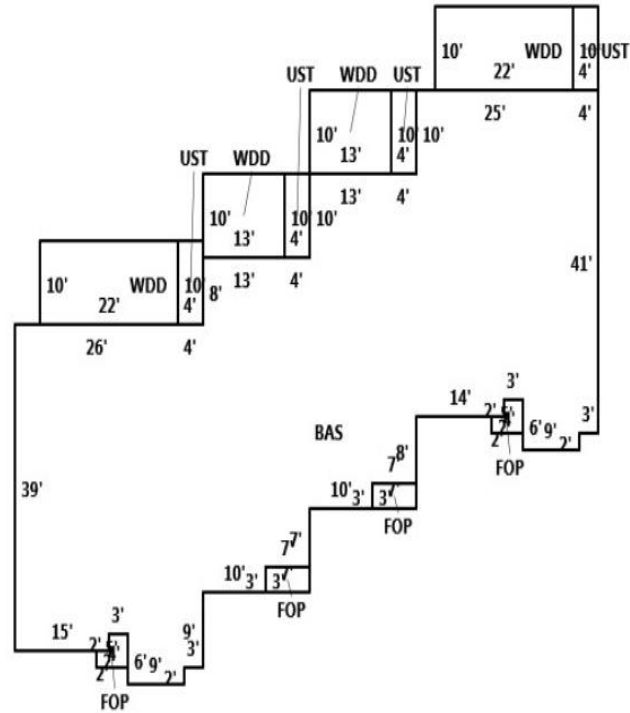 10' WDD 10' UST
22' 4'
UST WDD UST
25' 4'
10' 10' 10'
13' 4'
UST WDD
13' 4'
10' 10' 10'
13' 4'
41'
10' WDD 10' 8'
13' 4'
22' 4'
26' 4'
3'
14' 2' 3'
BAS 6' 9' 2'
2'
FOP
8'
7'
39' 10' 3' 3' 7'
FOP
7'
7'
10' 3' 3' 7'
FOP
3' 9'
15' 2' 3'
6' 9' 2'
2'
FOP